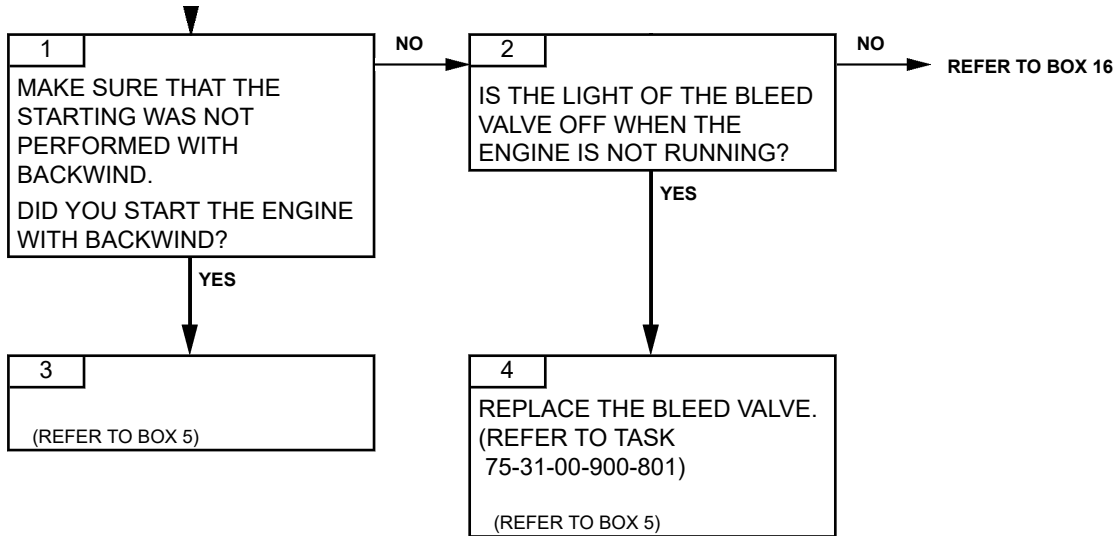 1
MAKE SURE THAT THE
STARTING WAS NOT
PERFORMED WITH
BACKWIND.
DID YOU START THE ENGINE
WITH BACKWIND?
NO
2
IS THE LIGHT OF THE BLEED
VALVE OFF WHEN THE
ENGINE IS NOT RUNNING?
NO
REFER TO BOX 16
YES
YES
3
(REFER TO BOX 5)
4
REPLACE THE BLEED VALVE.
(REFER TO TASK
75-31-00-900-801)
(REFER TO BOX 5)